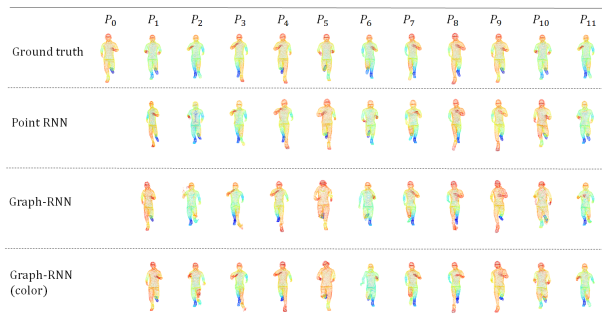 P0 P1 P2 P3 P4 P5 P6 P7 P8 P9 P10 P11
Ground truth
Point RNN
Graph-RNN
Graph-RNN
(color)